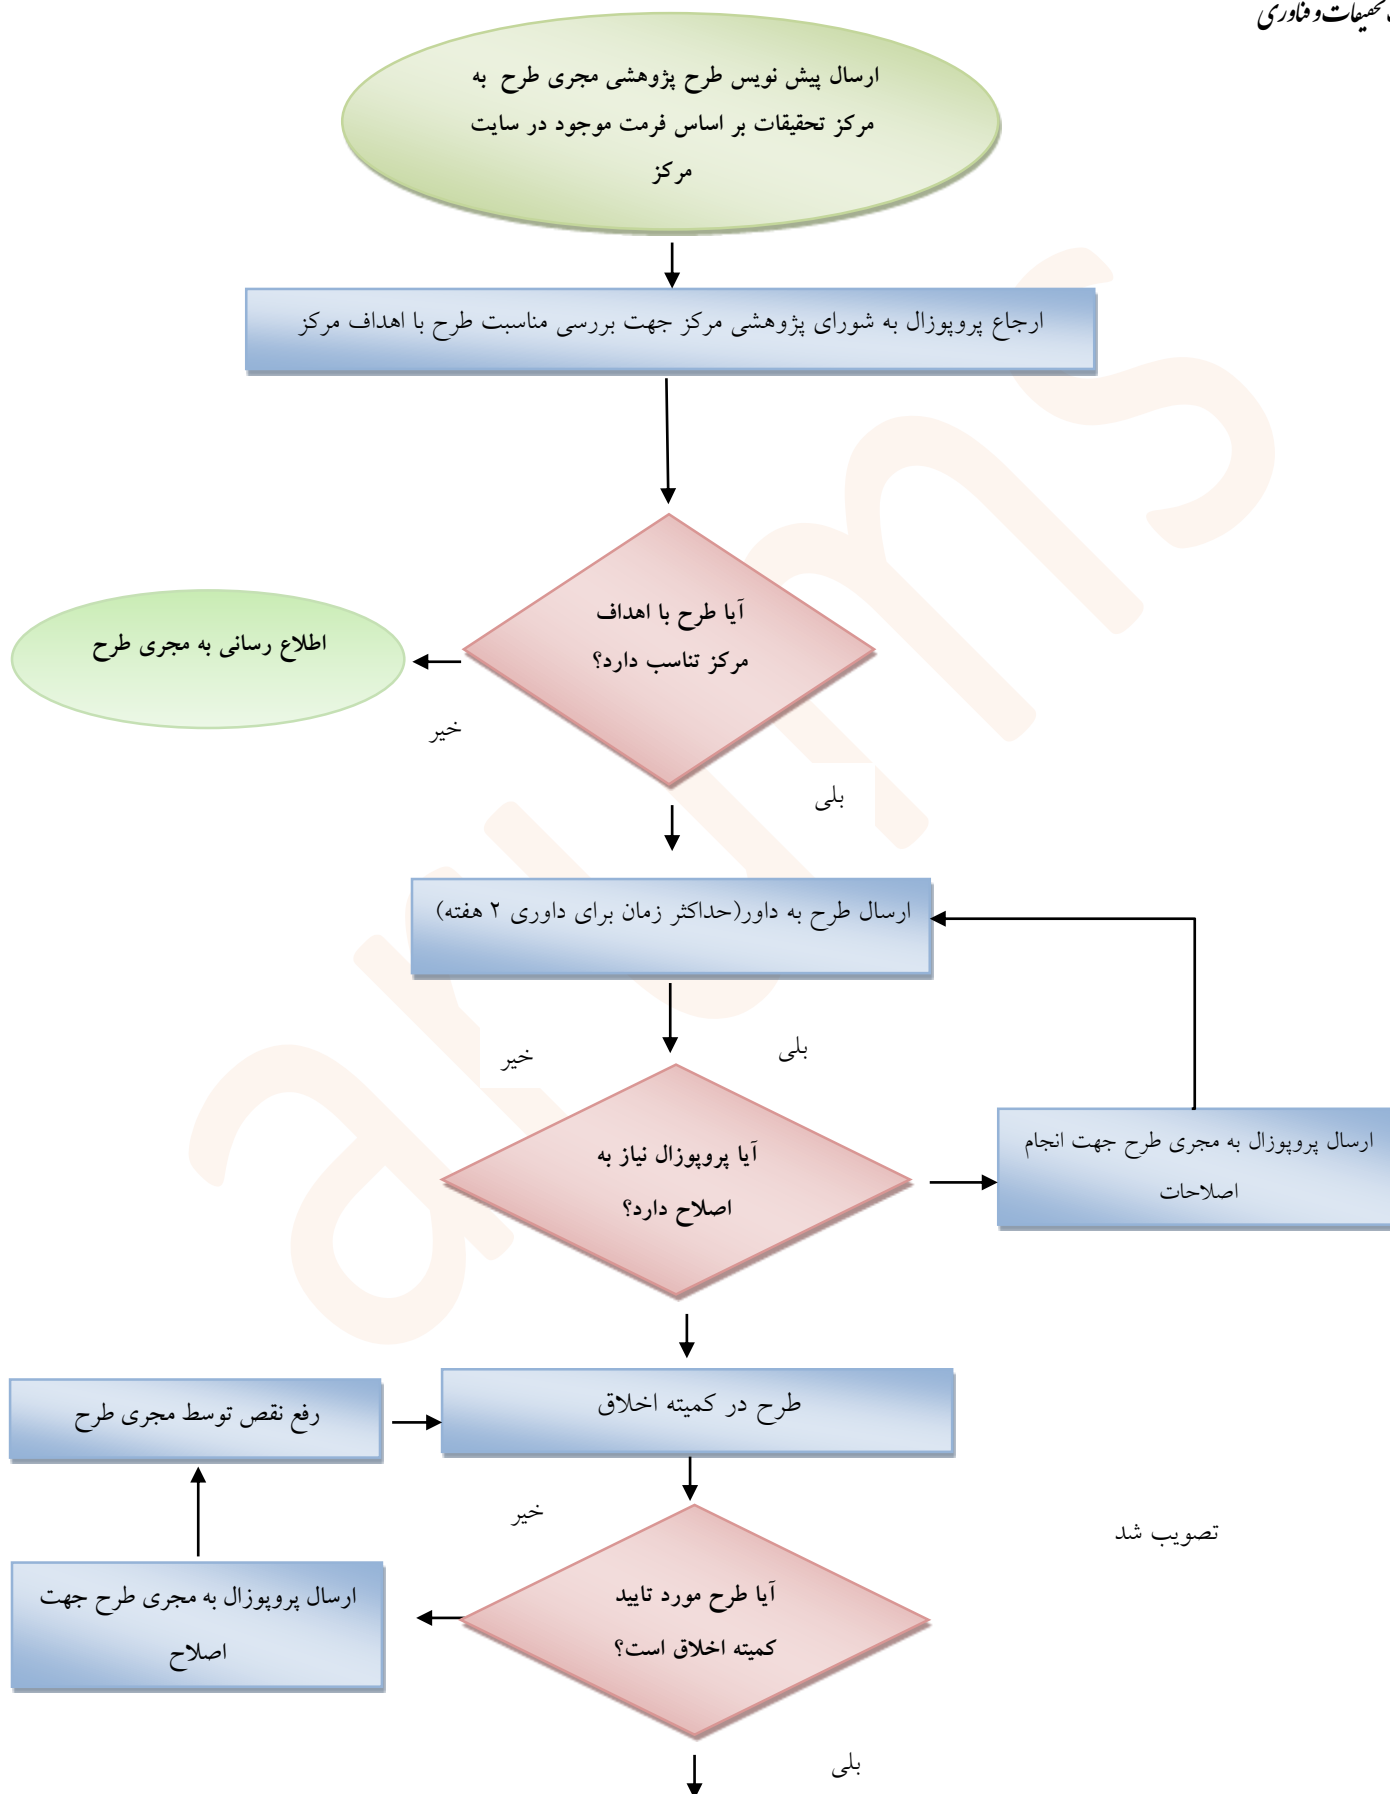 تحقیقات و فناوری
ارسال پیش نویس طرح پژوهشی مجری طرح به
مرکز تحقیقات بر اساس فرمت موجود در سایت
مرکز
ارجاع پروپوزال به شورای پژوهشی مرکز جهت بررسی مناسبت طرح با اهداف مرکز
آیا طرح با اهداف
مرکز تناسب دارد؟
اطلاع رسانی به مجری طرح
خیر
بلی
ارسال طرح به داور(حداکثر زمان برای داوری ۲ هفته)
بلی
خیر
آیا پروپوزال نیاز به
اصلاح دارد؟
ارسال پروپوزال به مجری طرح جهت انجام
اصلاحات
طرح در کمیته اخلاق
رفع نقص توسط مجری طرح
خیر
تصویب شد
آیا طرح مورد تایید
کمیته اخلاق است؟
ارسال پروپوزال به مجری طرح جهت
اصلاح
بلی
arums